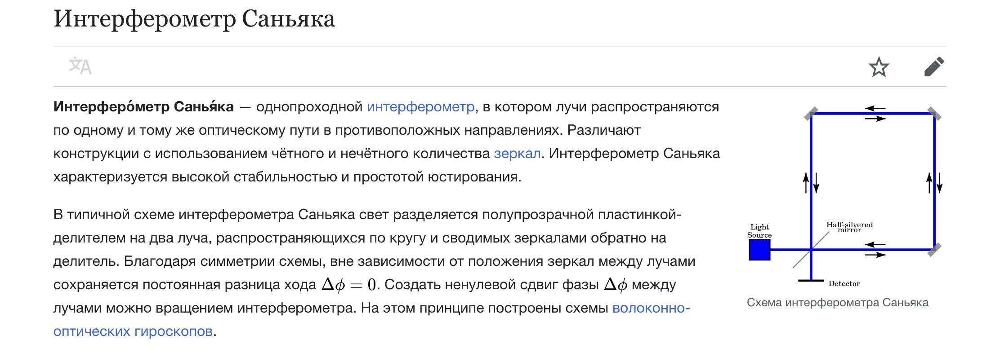 Интерферометр Саньяка
Интерферо́метр Санья́ка — однопроходной интерферометр, в котором лучи распространяются
по одному и тому же оптическому пути в противоположных направлениях. Различают
конструкции с использованием чётного и нечётного количества зеркал. Интерферометр Саньяка
характеризуется высокой стабильностью и простотой юстирования.
В типичной схеме интерферометра Саньяка свет разделяется полупрозрачной пластинкой-
делителем на два луча, распространяющихся по кругу и сводимых зеркалами обратно на
делитель. Благодаря симметрии схемы, вне зависимости от положения зеркал между лучами
сохраняется постоянная разница хода Δϕ = 0. Создать ненулевой сдвиг фазы Δϕ между
лучами можно вращением интерферометра. На этом принципе построены схемы волоконно-
оптических гироскопов.
Light
Source
Half-silvered
mirror
Detector
Схема интерферометра Саньяка